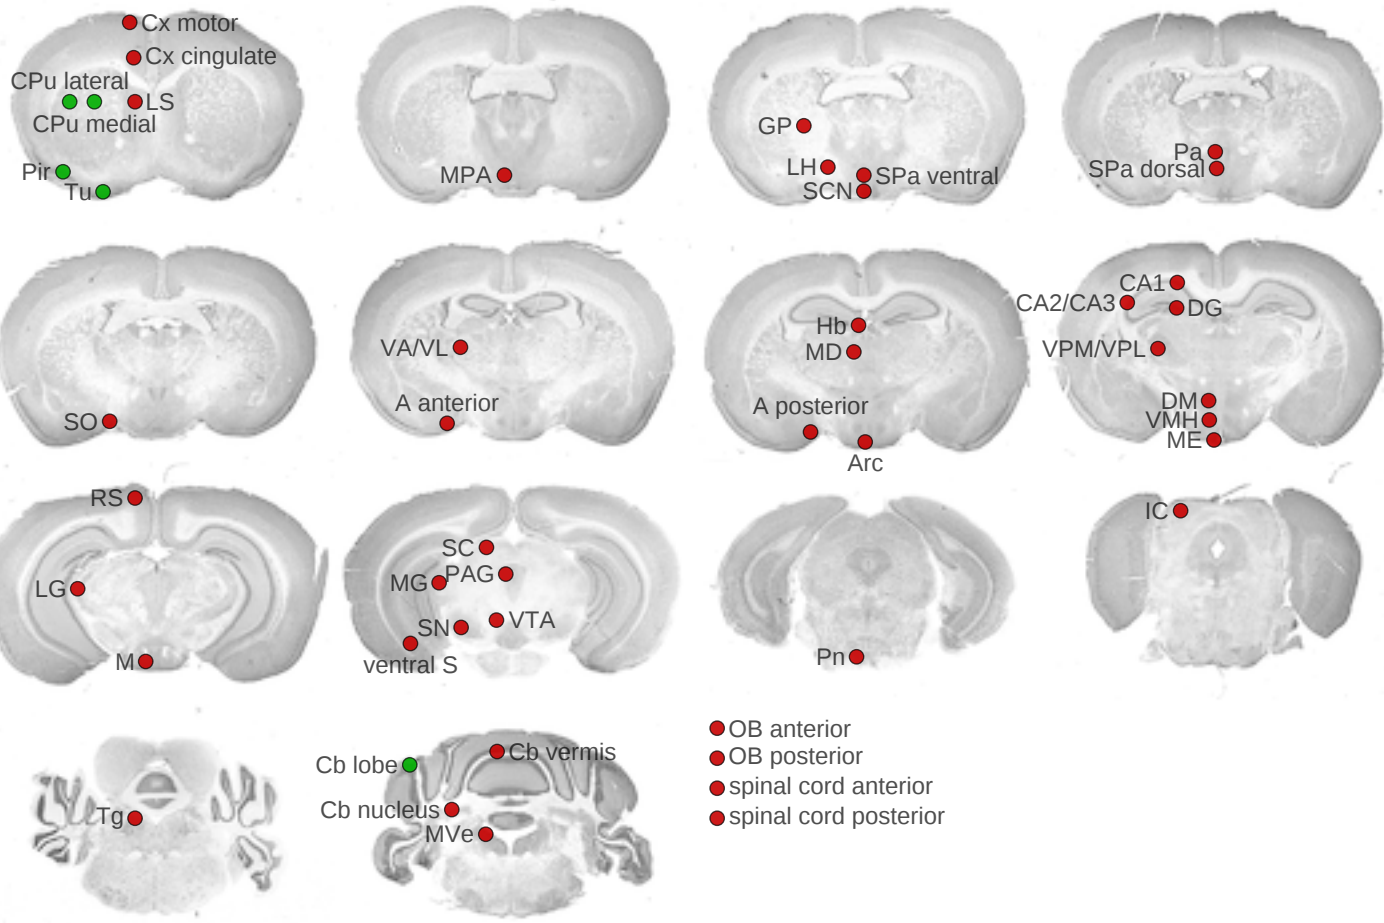 Cx motor
Cx cingulate
CPu lateral
LS
CPu medial
Pir
Tu
MPA
GP
LH
SPa ventral
SCN
Pa
SPa dorsal
SO
VA/VL
A anterior
Hb
MD
A posterior
Arc
CA1
CA2/CA3
DG
VPM/VPL
DM
VMH
ME
RS
LG
M
SC
MG
PAG
SN
VTA
ventral S
Pn
IC
Tg
Cb lobe
Cb vermis
Cb nucleus
MVe
OB anterior
OB posterior
spinal cord anterior
spinal cord posterior